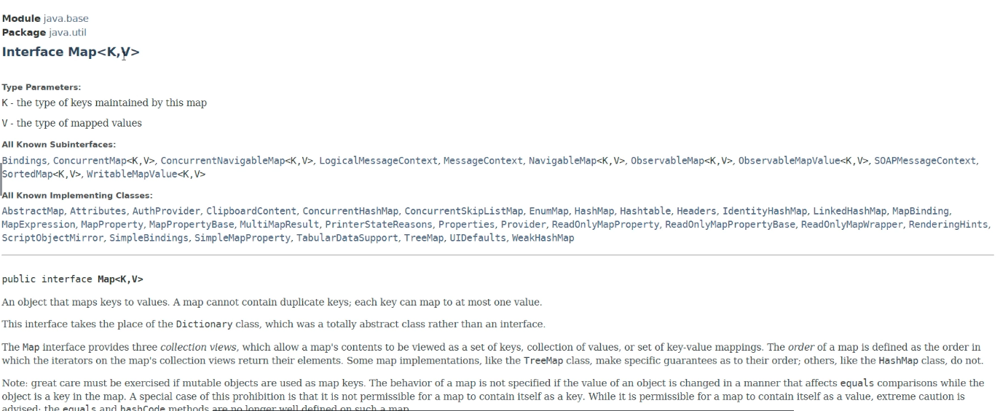 Module java.base
Package java.util
Interface Map<K,V>
Type Parameters:
K - the type of keys maintained by this map
V - the type of mapped values
All Known Subinterfaces:
Bindings, ConcurrentMap<K,V>, ConcurrentNavigableMap<K,V>, LogicalMessageContext, MessageContext, NavigableMap<K,V>, ObservableMap<K,V>, ObservableMapValue<K,V>, SOAPMessageContext,
SortedMap<K,V>, WritableMapValue<K,V>
All Known Implementing Classes:
AbstractMap, Attributes, AuthProvider, ClipboardContent, ConcurrentHashMap, ConcurrentSkipListMap, EnumMap, HashMap, Hashtable, Headers, IdentityHashMap, LinkedHashMap, MapBinding,
MapExpression, MapProperty, MapPropertyBase, MultiMapResult, PrinterStateReasons, Properties, Provider, ReadOnlyMapProperty, ReadOnlyMapPropertyBase, ReadOnlyMapWrapper, RenderingHints,
ScriptObjectMirror, SimpleBindings, SimpleMapProperty, TabularDataSupport, TreeMap, UIDefaults, WeakHashMap
public interface Map<K,V>
An object that maps keys to values. A map cannot contain duplicate keys; each key can map to at most one value.
This interface takes the place of the Dictionary class, which was a totally abstract class rather than an interface.
The Map interface provides three collection views, which allow a map's contents to be viewed as a set of keys, collection of values, or set of key-value mappings. The order of a map is defined as the order in
which the iterators on the map's collection views return their elements. Some map implementations, like the TreeMap class, make specific guarantees as to their order; others, like the HashMap class, do not.
Note: great care must be exercised if mutable objects are used as map keys. The behavior of a map is not specified if the value of an object is changed in a manner that affects equals comparisons while the
object is a key in the map. A special case of this prohibition is that it is not permissible for a map to contain itself as a key. While it is permissible for a map to contain itself as a value, extreme caution is
advised: the equals and hashCode methods are no longer well defined on such a map.